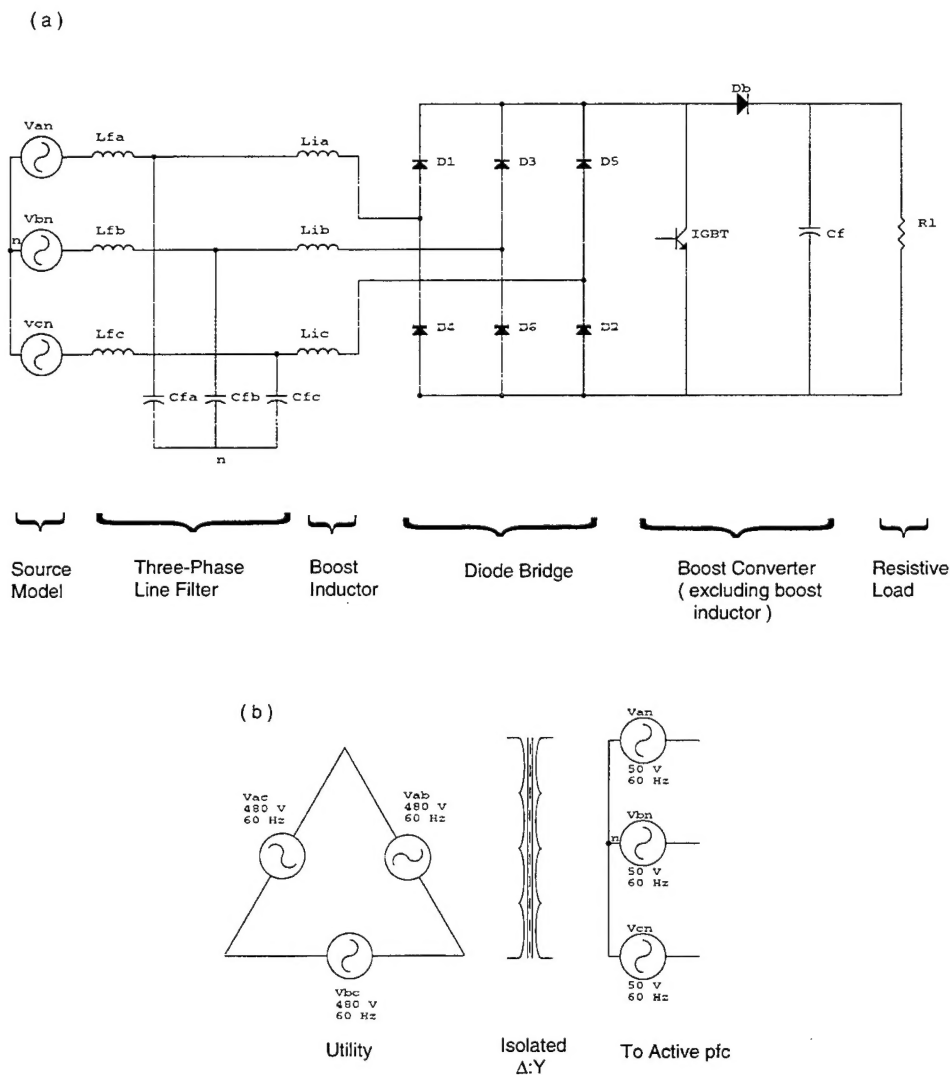 (a)
Db
Van
Lfa
Lia
D1
D3
D5
Vbn
n
Lfb
Lib
IGBT
Cf
Rl
Vcn
Lfc
Lic
D4
D6
D2
Cfa
Cfb
Cfc
n
Source
Model
Three-Phase
Line Filter
Boost
Inductor
Diode Bridge
Boost Converter
( excluding boost
inductor )
Resistive
Load
(b)
Van
50 V
60 Hz
Vac
480 V
60 Hz
Vab
480 V
60 Hz
Vbn
n
50 V
60 Hz
Vcn
50 V
60 Hz
Vbc
480 V
60 Hz
Utility
Isolated
Δ:Y
To Active pfc